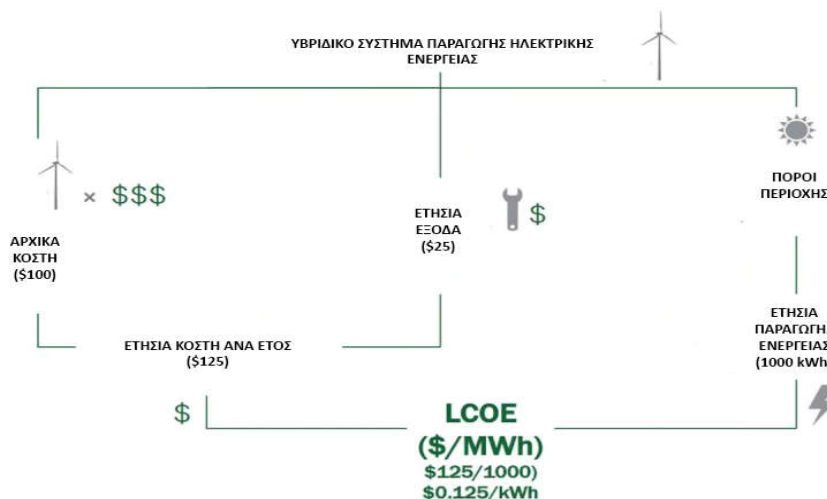 ΥΒΡΙΔΙΚΟ ΣΥΣΤΗΜΑ ΠΑΡΑΓΩΓΗΣ ΗΛΕΚΤΡΙΚΗΣ
ΕΝΕΡΓΕΙΑΣ
× $$$
ΑΡΧΙΚΑ
ΚΟΣΤΗ
($100)
ΕΤΗΣΙΑ
ΕΞΟΔΑ
($25)
$
ΠΟΡΟΙ
ΠΕΡΙΟΧΗΣ
ΕΤΗΣΙΑ ΚΟΣΤΗ ΑΝΑ ΕΤΟΣ
($125)
ΕΤΗΣΙΑ
ΠΑΡΑΓΩΓΗ
ΕΝΕΡΓΕΙΑΣ
(1000 kWh
$
LCOE
($/MWh)
$125/1000)
$0.125/kWh